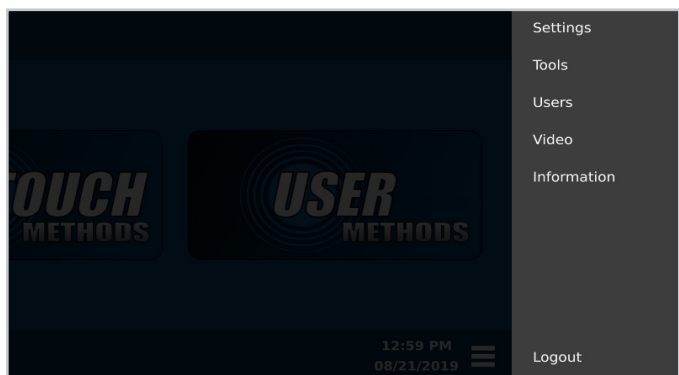 Settings
Tools
Users
Video
Information
OUCH
METHODS
USER
METHODS
12:59 PM
08/21/2019
Logout